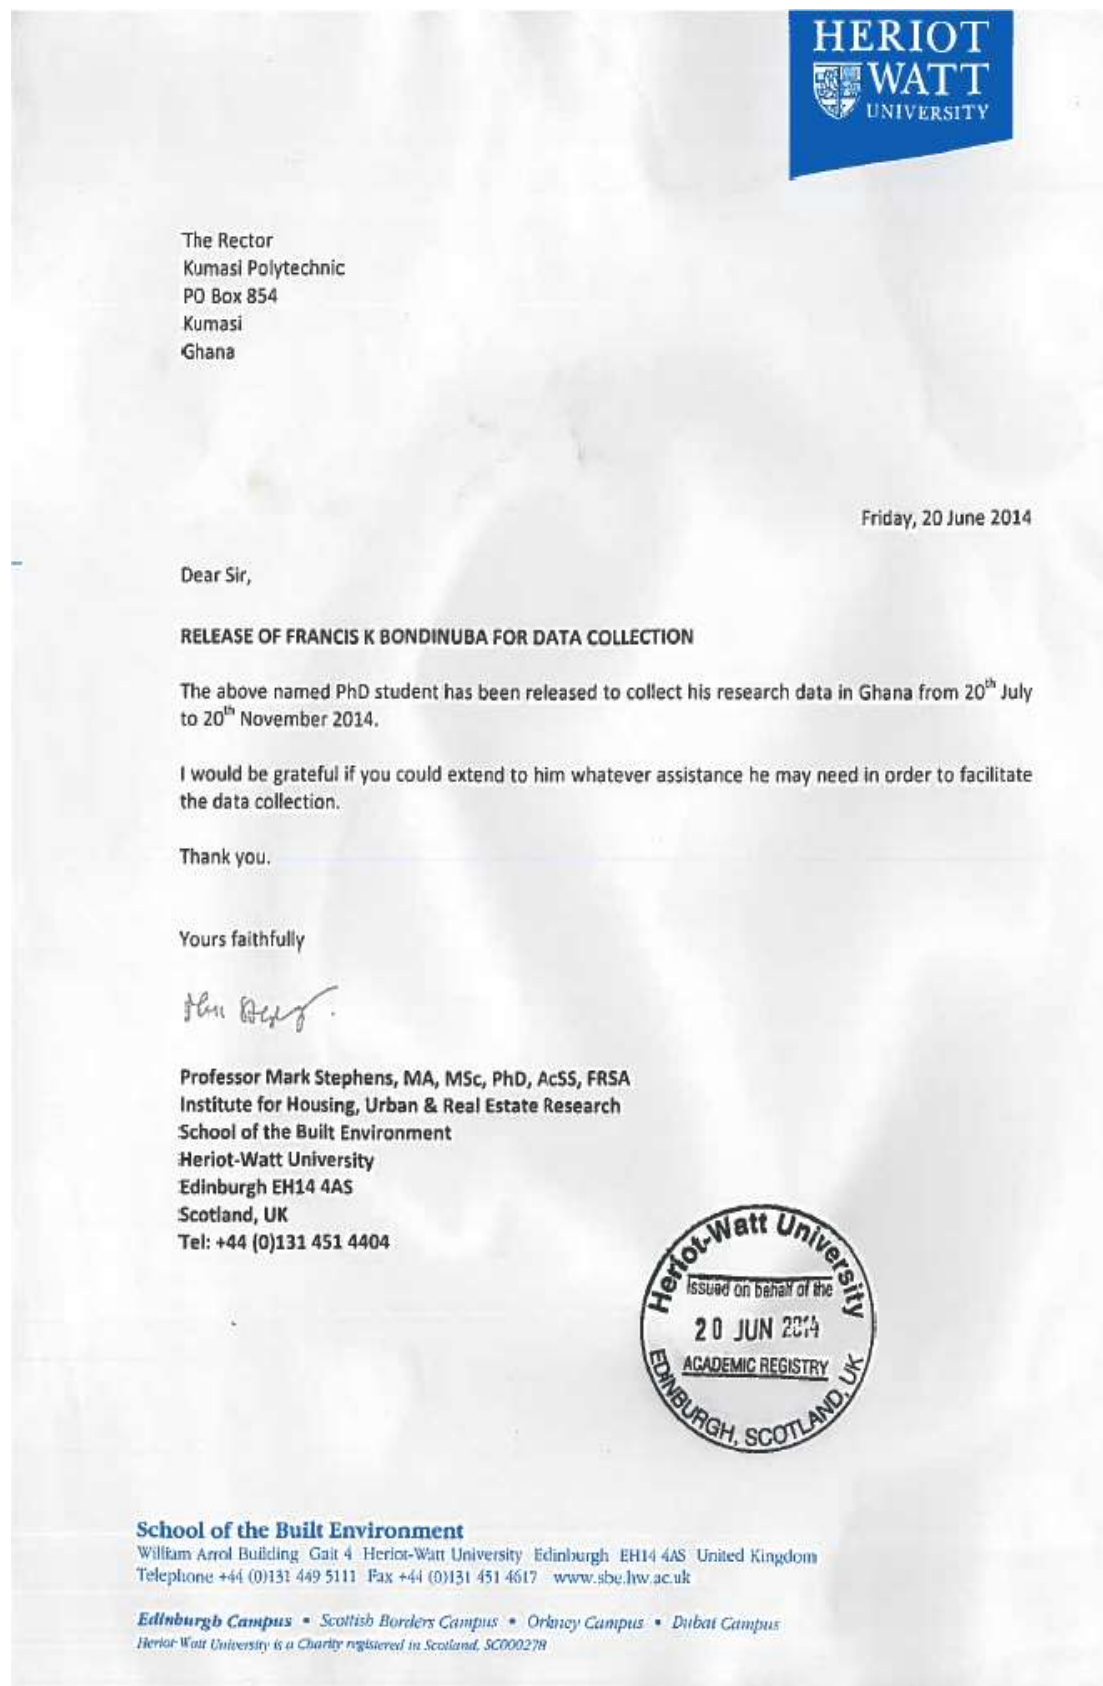 HERIOT
WATT
UNIVERSITY
The Rector
Kumasi Polytechnic
PO Box 854
Kumasi
Ghana
Friday, 20 June 2014
Dear Sir,
RELEASE OF FRANCIS K BONDINUBA FOR DATA COLLECTION
The above named PhD student has been released to collect his research data in Ghana from 20th July
to 20th November 2014.
I would be grateful if you could extend to him whatever assistance he may need in order to facilitate
the data collection.
Thank you.
Yours faithfully
Professor Mark Stephens, MA, MSc, PhD, AcSS, FRSA
Institute for Housing, Urban & Real Estate Research
School of the Built Environment
Heriot-Watt University
Edinburgh EH14 4AS
Scotland, UK
Tel: +44 (0)131 451 4404
Heriot-Watt University
Issued on behalf of the
20 JUN 2014
ACADEMIC REGISTRY
EDINBURGH, SCOTLAND, UK
School of the Built Environment
William Arrol Building Gait 4 Heriot-Watt University Edinburgh EH14 4AS United Kingdom
Telephone +44 (0)131 449 5111 Fax +44 (0)131 451 4617 www.sbe.hw.ac.uk
Edinburgh Campus • Scottish Borders Campus • Orkney Campus • Dubai Campus
Heriot-Watt University is a Charity registered in Scotland, SC000278